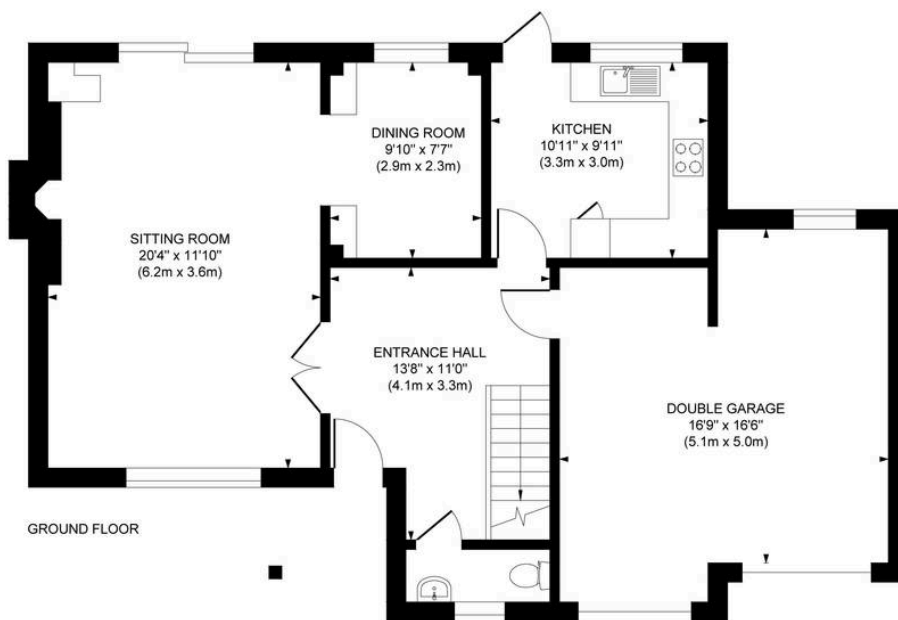 DINING ROOM
9'10" x 7'7"
(2.9m x 2.3m)
KITCHEN
10'11" x 9'11"
(3.3m x 3.0m)
SITTING ROOM
20'4" x 11'10"
(6.2m x 3.6m)
ENTRANCE HALL
13'8" x 11'0"
(4.1m x 3.3m)
DOUBLE GARAGE
16'9" x 16'6"
(5.1m x 5.0m)
GROUND FLOOR